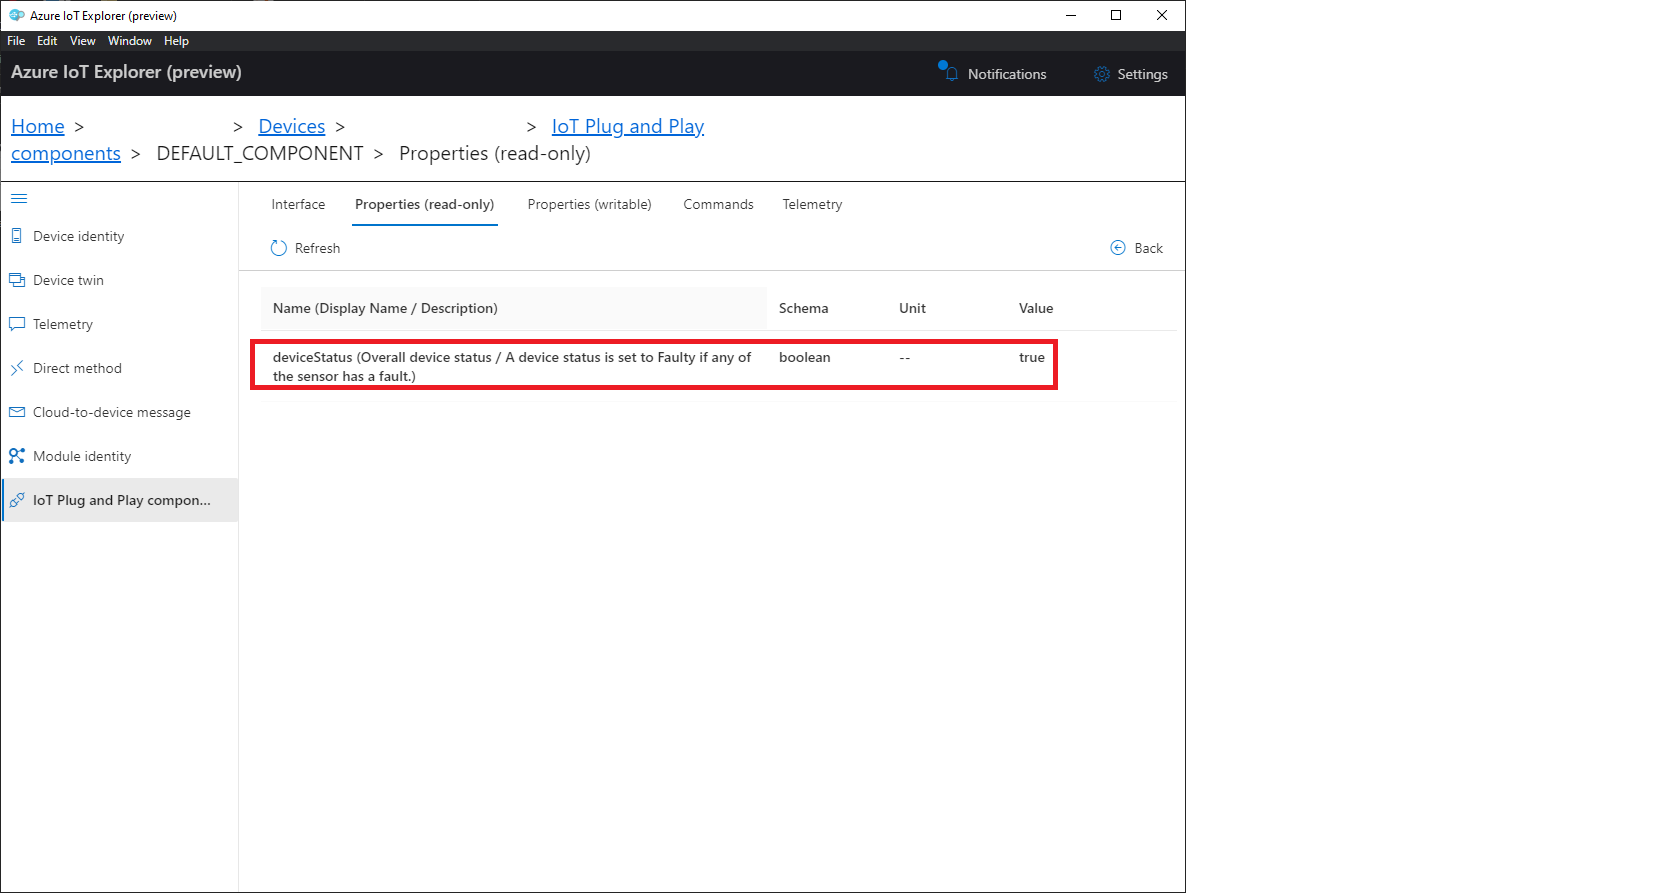 Azure IoT Explorer (preview)
File Edit View Window Help
Azure IoT Explorer (preview)
Notifications
Settings
Home > > Devices > > IoT Plug and Play
components > DEFAULT_COMPONENT > Properties (read-only)
Interface Properties (read-only) Properties (writable) Commands Telemetry
Refresh
Back
Device identity
Device twin
Telemetry
Direct method
Cloud-to-device message
Module identity
IoT Plug and Play compon...
Name (Display Name / Description) Schema Unit Value
deviceStatus (Overall device status / A device status is set to Faulty if any of boolean -- true
the sensor has a fault.)